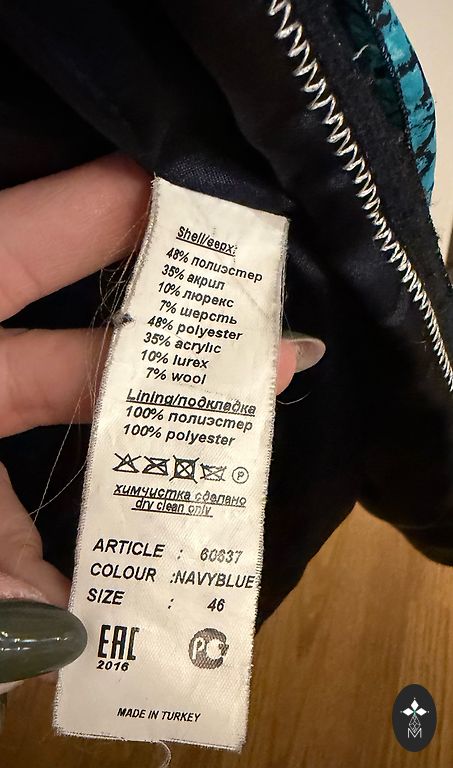 Shell/верх:
48% полиэстер
35% акрил
10% люрекс
7% шерсть
48% polyester
35% acrylic
10% lurex
7% wool
Lining/подкладка
100% полиэстер
100% polyester
P
химчистка сделано
dry clean only
ARTICLE : 60637
COLOUR :NAVYBLUE
SIZE : 46
EAC
2016
PC
MADE IN TURKEY
M